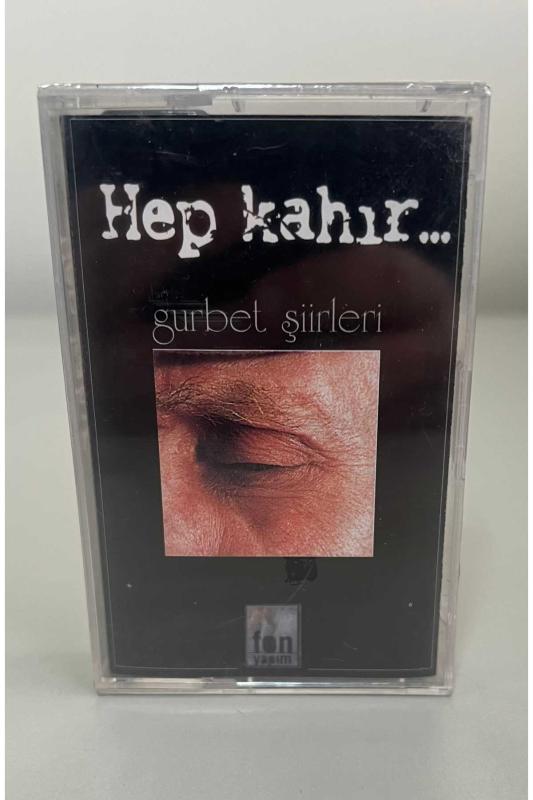 Hep kahır...
gurbet şiirleri
fon
yapım